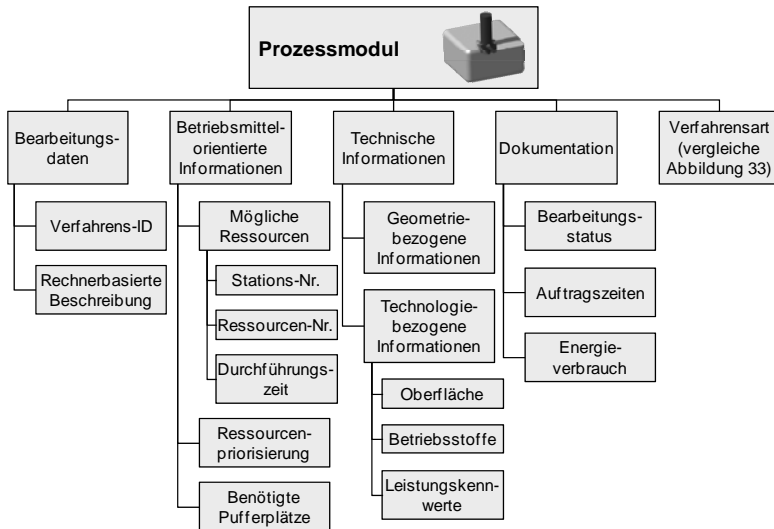 Prozessmodul
Bearbeitungs-
daten
Verfahrens-ID
Rechnerbasierte
Beschreibung
Betriebsmittel-
orientierte
Informationen
Mögliche
Ressourcen
Stations-Nr.
Ressourcen-Nr.
Durchführungs-
zeit
Ressourcen-
priorisierung
Benötigte
Pufferplätze
Technische
Informationen
Geometrie-
bezogene
Informationen
Technologie-
bezogene
Informationen
Oberfläche
Betriebsstoffe
Leistungskenn-
werte
Dokumentation
Bearbeitungs-
status
Auftragszeiten
Energie-
verbrauch
Verfahrensart
(vergleiche
Abbildung 33)